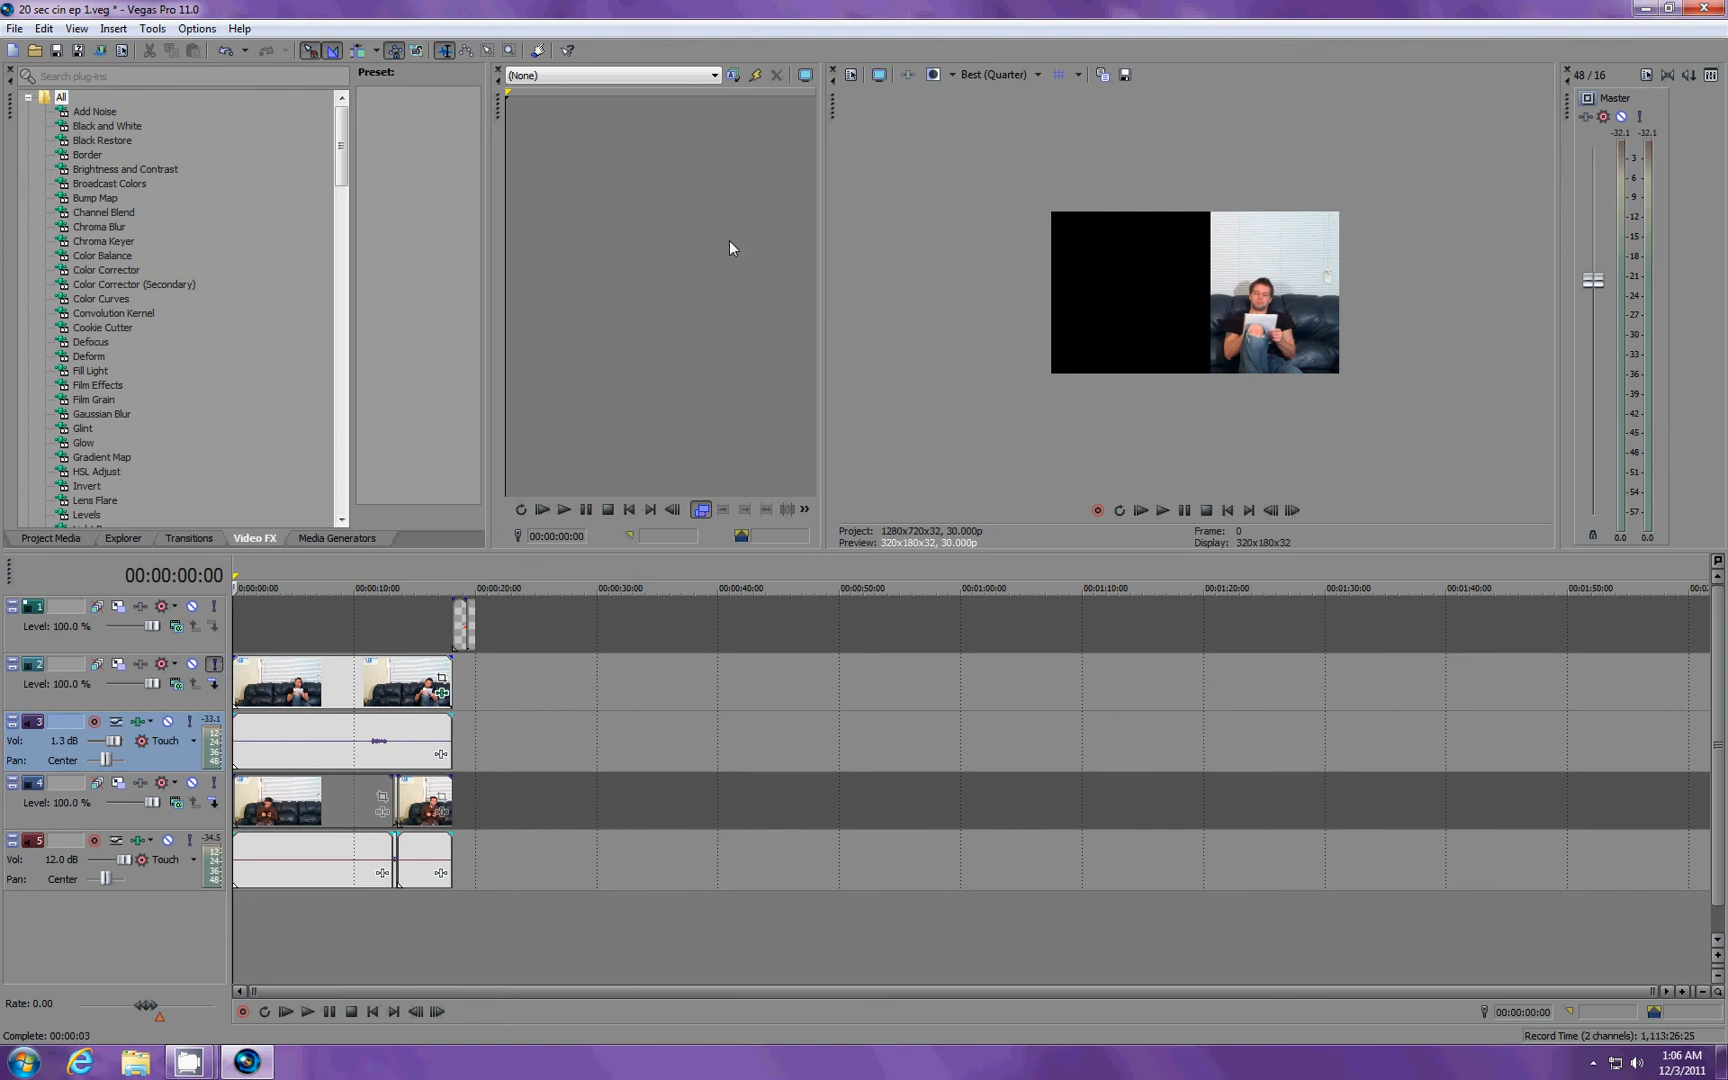 20 sec cin ep 1.veg * - Vegas Pro 11.0
File Edit View Insert Tools Options Help
Search plug-ins
Preset:
(None)
Best (Quarter)
48 / 16
All
Add Noise
Black and White
Black Restore
Border
Brightness and Contrast
Broadcast Colors
Bump Map
Channel Blend
Chroma Blur
Chroma Keyer
Color Balance
Color Corrector
Color Corrector (Secondary)
Color Curves
Convolution Kernel
Cookie Cutter
Defocus
Deform
Fill Light
Film Effects
Film Grain
Gaussian Blur
Glint
Glow
Gradient Map
HSL Adjust
Invert
Lens Flare
Levels
Master
-32.1 -32.1
3
6
9
12
15
18
21
24
27
30
33
36
39
42
45
48
51
54
57
0.0 0.0
00:00:00:00
Project: 1280x720x32, 30.000p
Preview: 320x180x32, 30.000p
Frame: 0
Display: 320x180x32
Project Media Explorer Transitions Video FX Media Generators
00:00:00:00
0:00:00:00 00:00:10:00 00:00:20:00 00:00:30:00 00:00:40:00 00:00:50:00 00:01:00:00 00:01:10:00 00:01:20:00 00:01:30:00 00:01:40:00 00:01:50:00
1
Level: 100.0 %
2
Level: 100.0 %
3
-33.1
Vol: 1.3 dB Touch
Pan: Center
12
24
36
48
4
Level: 100.0 %
5
-34.5
Vol: 12.0 dB Touch
Pan: Center
12
24
36
48
Rate: 0.00
00:00:00:00
Complete: 00:00:03
Record Time (2 channels): 1,113:26:25
1:06 AM
12/3/2011